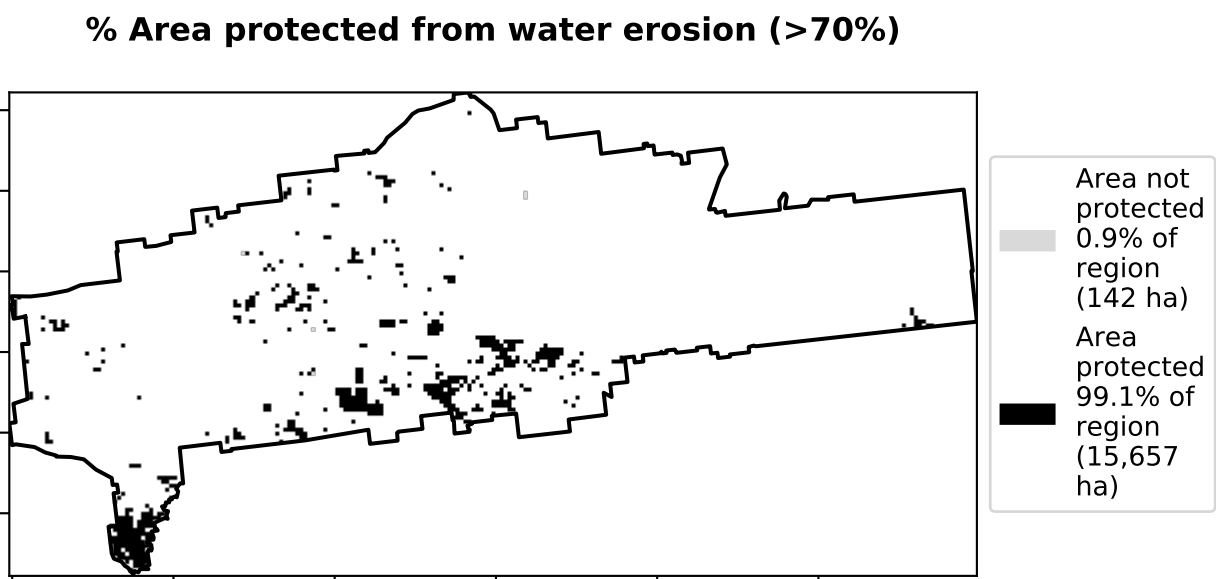 % Area protected from water erosion (>70%)
Area not
protected
0.9% of
region
(142 ha)
Area
protected
99.1% of
region
(15,657
ha)